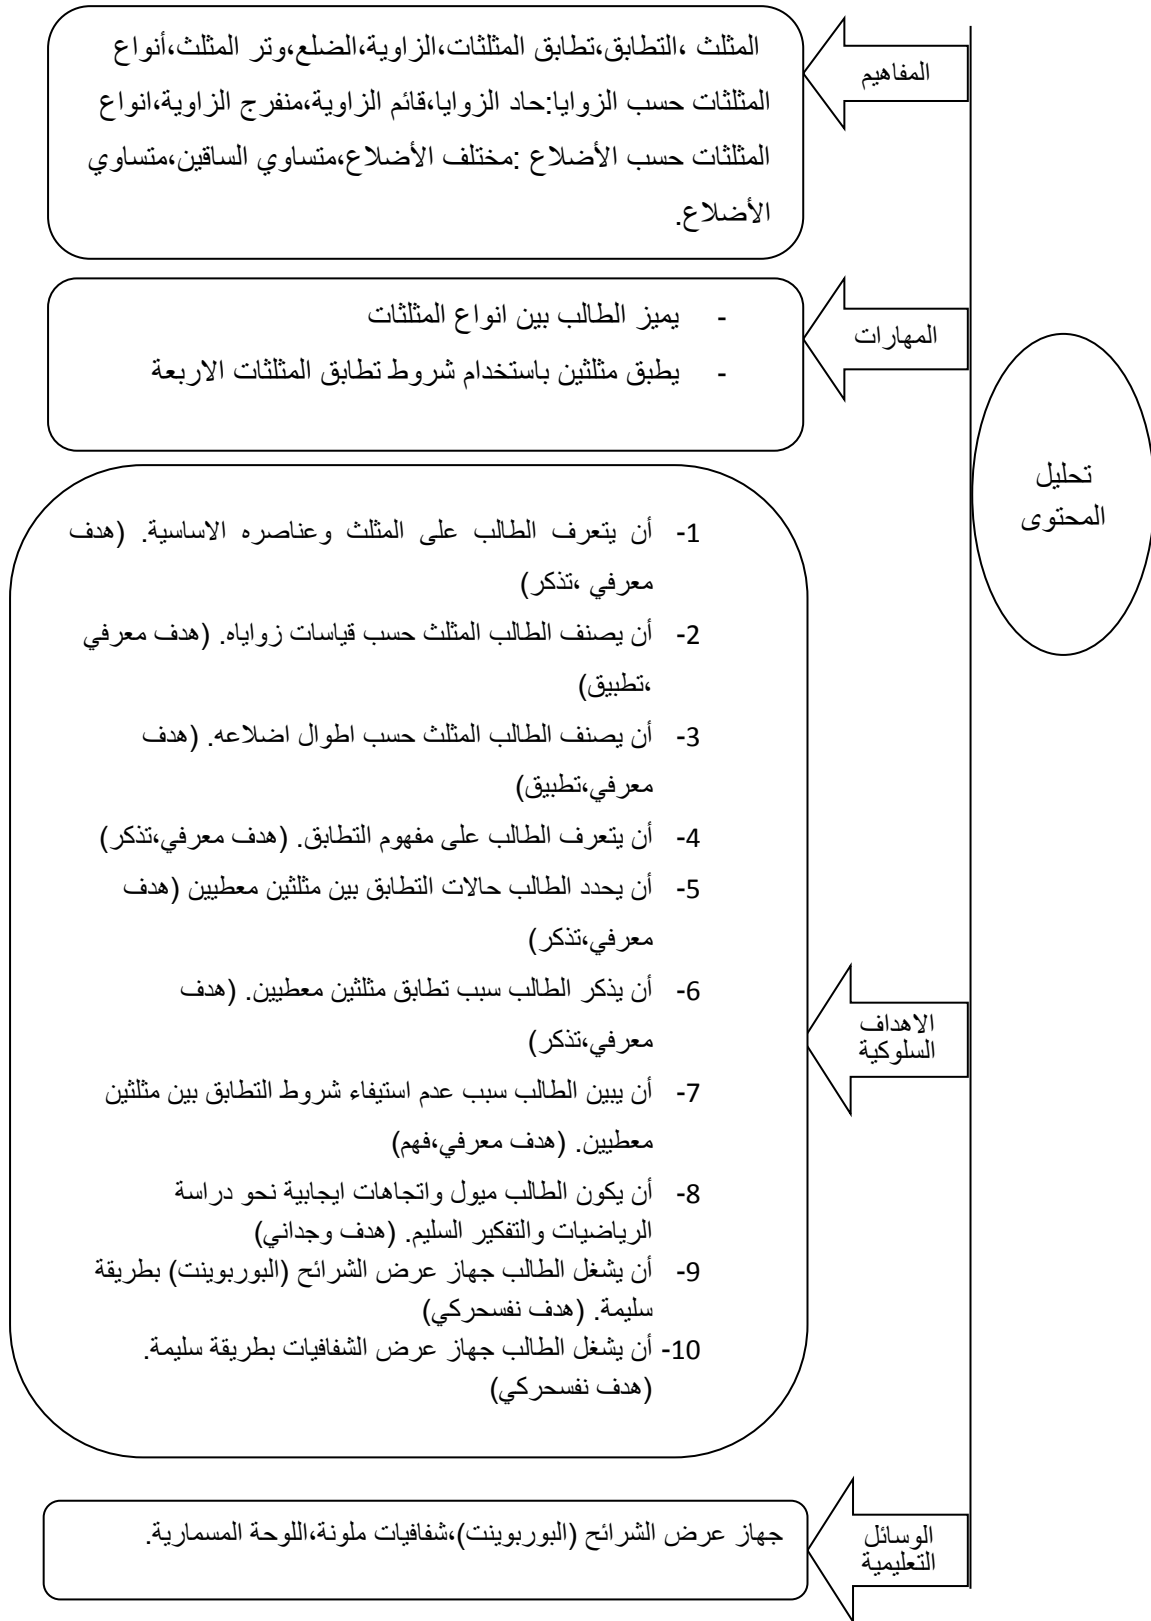 تحليل
المحتوى
المفاهيم
المثلث ،التطابق،تطابق المثلثات،الزاوية،الضلع،وتر المثلث،أنواع
المثلثات حسب الزوايا:حاد الزوايا،قائم الزاوية،منفرج الزاوية،انواع
المثلثات حسب الأضلاع :مختلف الأضلاع،متساوي الساقين،متساوي
الأضلاع.
المهارات
- يميز الطالب بين انواع المثلثات
- يطبق مثلثين باستخدام شروط تطابق المثلثات الاربعة
الاهداف
السلوكية
1- أن يتعرف الطالب على المثلث وعناصره الاساسية. (هدف
معرفي ،تذكر)
2- أن يصنف الطالب المثلث حسب قياسات زواياه. (هدف معرفي
،تطبيق)
3- أن يصنف الطالب المثلث حسب اطوال اضلاعه. (هدف
معرفي،تطبيق)
4- أن يتعرف الطالب على مفهوم التطابق. (هدف معرفي،تذكر)
5- أن يحدد الطالب حالات التطابق بين مثلثين معطيين (هدف
معرفي،تذكر)
6- أن يذكر الطالب سبب تطابق مثلثين معطيين. (هدف
معرفي،تذكر)
7- أن يبين الطالب سبب عدم استيفاء شروط التطابق بين مثلثين
معطيين. (هدف معرفي،فهم)
8- أن يكون الطالب ميول واتجاهات ايجابية نحو دراسة
الرياضيات والتفكير السليم. (هدف وجداني)
9- أن يشغل الطالب جهاز عرض الشرائح (البوربوينت) بطريقة
سليمة. (هدف نفسحركي)
10- أن يشغل الطالب جهاز عرض الشفافيات بطريقة سليمة.
(هدف نفسحركي)
الوسائل
التعليمية
جهاز عرض الشرائح (البوربوينت)،شفافيات ملونة،اللوحة المسمارية.